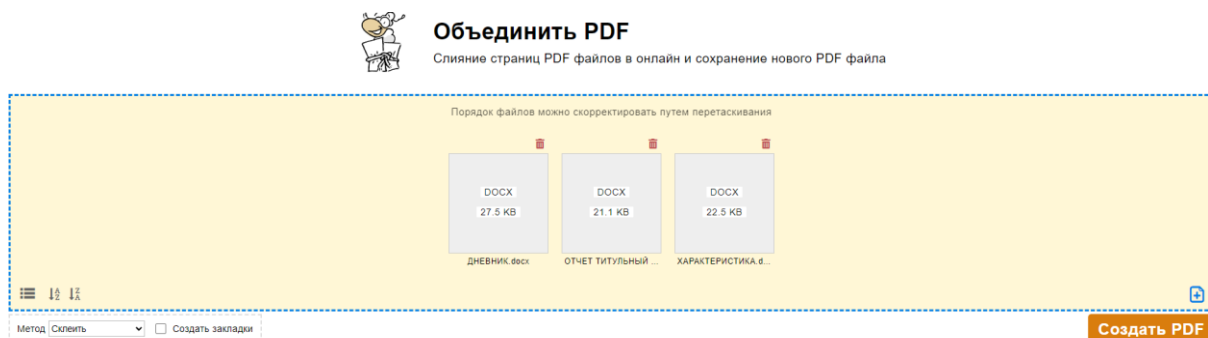 Объединить PDF
Слияние страниц PDF файлов в онлайн и сохранение нового PDF файла
Порядок файлов можно скорректировать путем перетаскивания
DOCX DOCX DOCX
27.5 KB 21.1 KB 22.5 KB
ДНЕВНИК.docx ОТЧЕТ ТИТУЛЬНЫЙ ... ХАРАКТЕРИСТИКА.d...
Метод Склеить Создать закладки Создать PDF